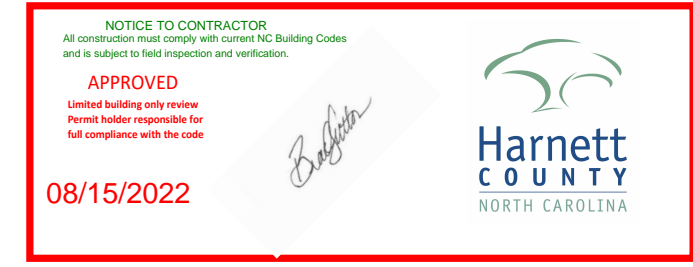 NOTICE TO CONTRACTOR
All construction must comply with current NC Building Codes
and is subject to field inspection and verification.
APPROVED
Limited building only review
Permit holder responsible for
full compliance with the code
08/15/2022
Brad Sutton
Harnett
COUNTY
NORTH CAROLINA